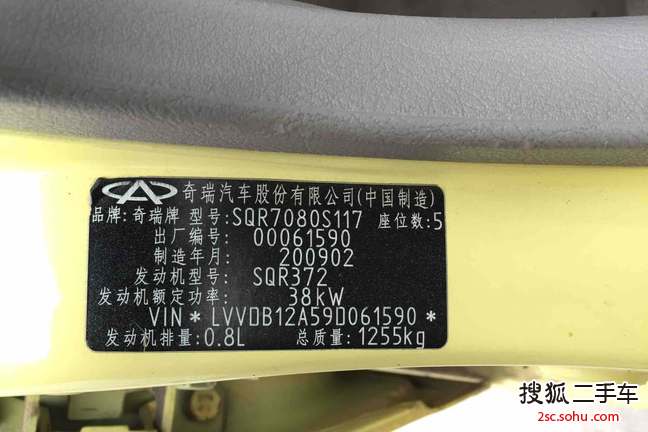 奇瑞汽车股份有限公司(中国制造)
品牌:奇瑞牌 型号:SQR7080S117 座位数:5
出厂编号: 00061590
制造年月: 200902
发动机型号: SQR372
发动机额定功率: 38kW
VIN*LVVDB12A59D061590*
发动机排量:0.8L 总质量:1255kg
搜狐二手车
2sc.sohu.com